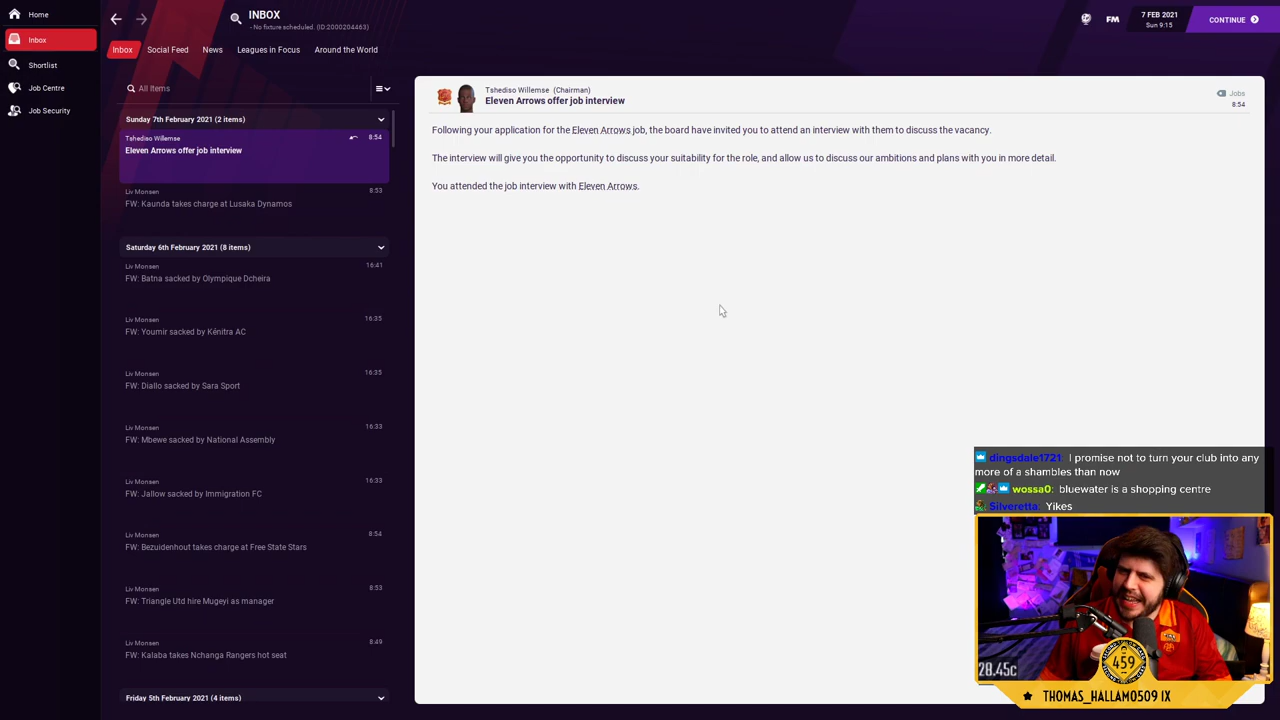 Home
Inbox
Shortlist
Job Centre
Job Security
INBOX
- No fixture scheduled. (ID:2000204463)
FM
7 FEB 2021
Sun 9:15
CONTINUE
Inbox
Social Feed
News
Leagues in Focus
Around the World
All Items
Sunday 7th February 2021 (2 items)
Tshediso Willemse
8:54
Eleven Arrows offer job interview
Liv Monsen
8:53
FW: Kaunda takes charge at Lusaka Dynamos
Saturday 6th February 2021 (8 items)
Liv Monsen
16:41
FW: Batna sacked by Olympique Dcheira
Liv Monsen
16:35
FW: Youmir sacked by Kénitra AC
Liv Monsen
16:35
FW: Diallo sacked by Sara Sport
Liv Monsen
16:33
FW: Mbewe sacked by National Assembly
Liv Monsen
16:33
FW: Jallow sacked by Immigration FC
Liv Monsen
8:54
FW: Bezuidenhout takes charge at Free State Stars
Liv Monsen
8:53
FW: Triangle Utd hire Mugeyi as manager
Liv Monsen
8:49
FW: Kalaba takes Nchanga Rangers hot seat
Friday 5th February 2021 (4 items)
Tshediso Willemse (Chairman)
Eleven Arrows offer job interview
Jobs
8:54
Following your application for the Eleven Arrows job, the board have invited you to attend an interview with them to discuss the vacancy.
The interview will give you the opportunity to discuss your suitability for the role, and allow us to discuss our ambitions and plans with you in more detail.
You attended the job interview with Eleven Arrows.
dingsdale1721: I promise not to turn your club into any
more of a shambles than now
wossa0: bluewater is a shopping centre
Silveretta: Yikes
28.45c
459
THOMAS_HALLAM0509 IX